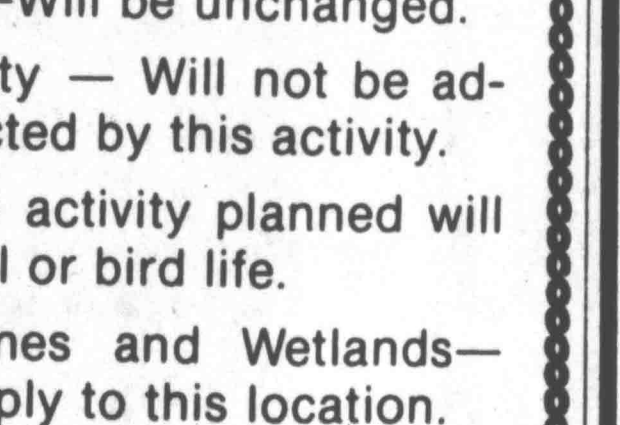 -Will be unchanged.
ty — Will not be ad-
cted by this activity.
activity planned will
l or bird life.
nes and Wetlands—
ply to this location.